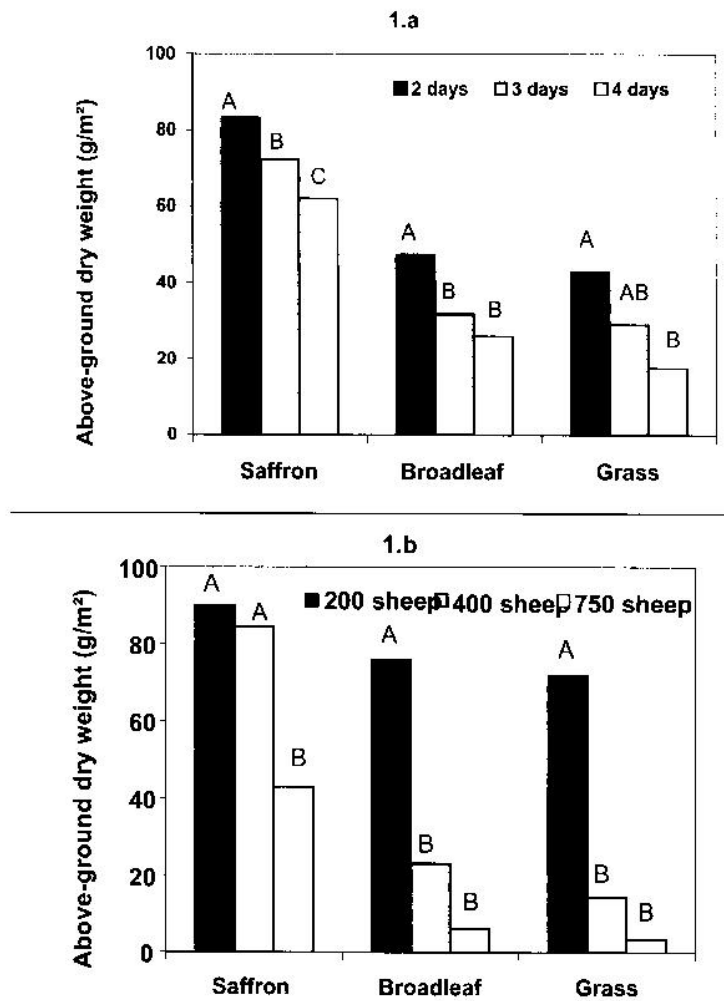 1.a
Above-ground dry weight (g/m²)
100
80
60
40
20
0
2 days 3 days 4 days
A
B
C
A
B
B
A
AB
B
Saffron Broadleaf Grass
1.b
Above-ground dry weight (g/m²)
100
80
60
40
20
0
200 sheep 400 sheep 750 sheep
A
A
B
A
B
B
A
B
B
Saffron Broadleaf Grass